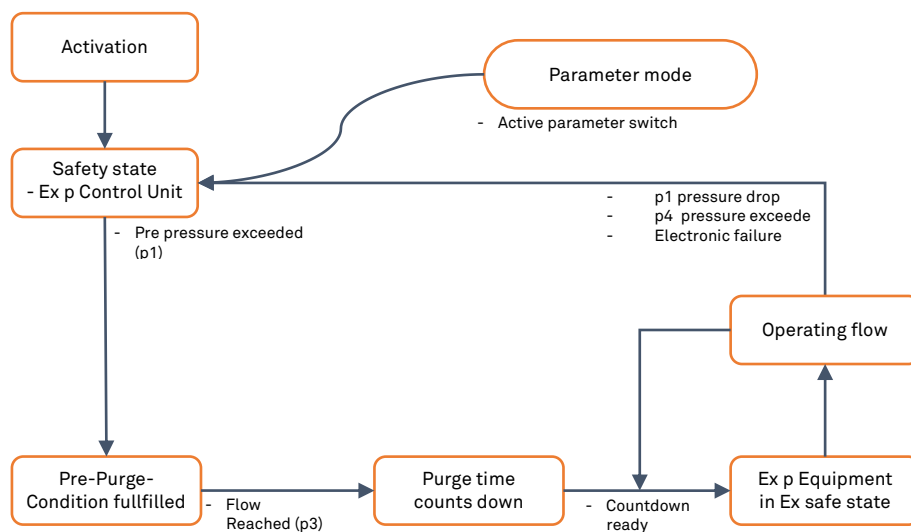 Activation
Parameter mode
- Active parameter switch
Safety state
- Ex p Control Unit
- p1 pressure drop
- p4 pressure exceede
- Electronic failure
- Pre pressure exceeded
(p1)
Operating flow
Pre-Purge-
Condition fullfilled
- Flow
Reached (p3)
Purge time
counts down
- Countdown
ready
Ex p Equipment
in Ex safe state